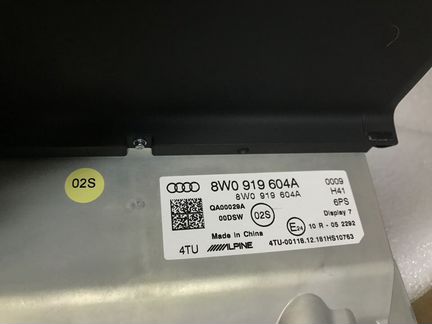 02S
8W0 919 604A
0009
8W0 919 604A
H41
QA00029A
6PS
00DSW
02S
Display 7
E24
10 R - 05 2292
Made in China
4TU
ALPINE
4TU-00118.12.181HS10763